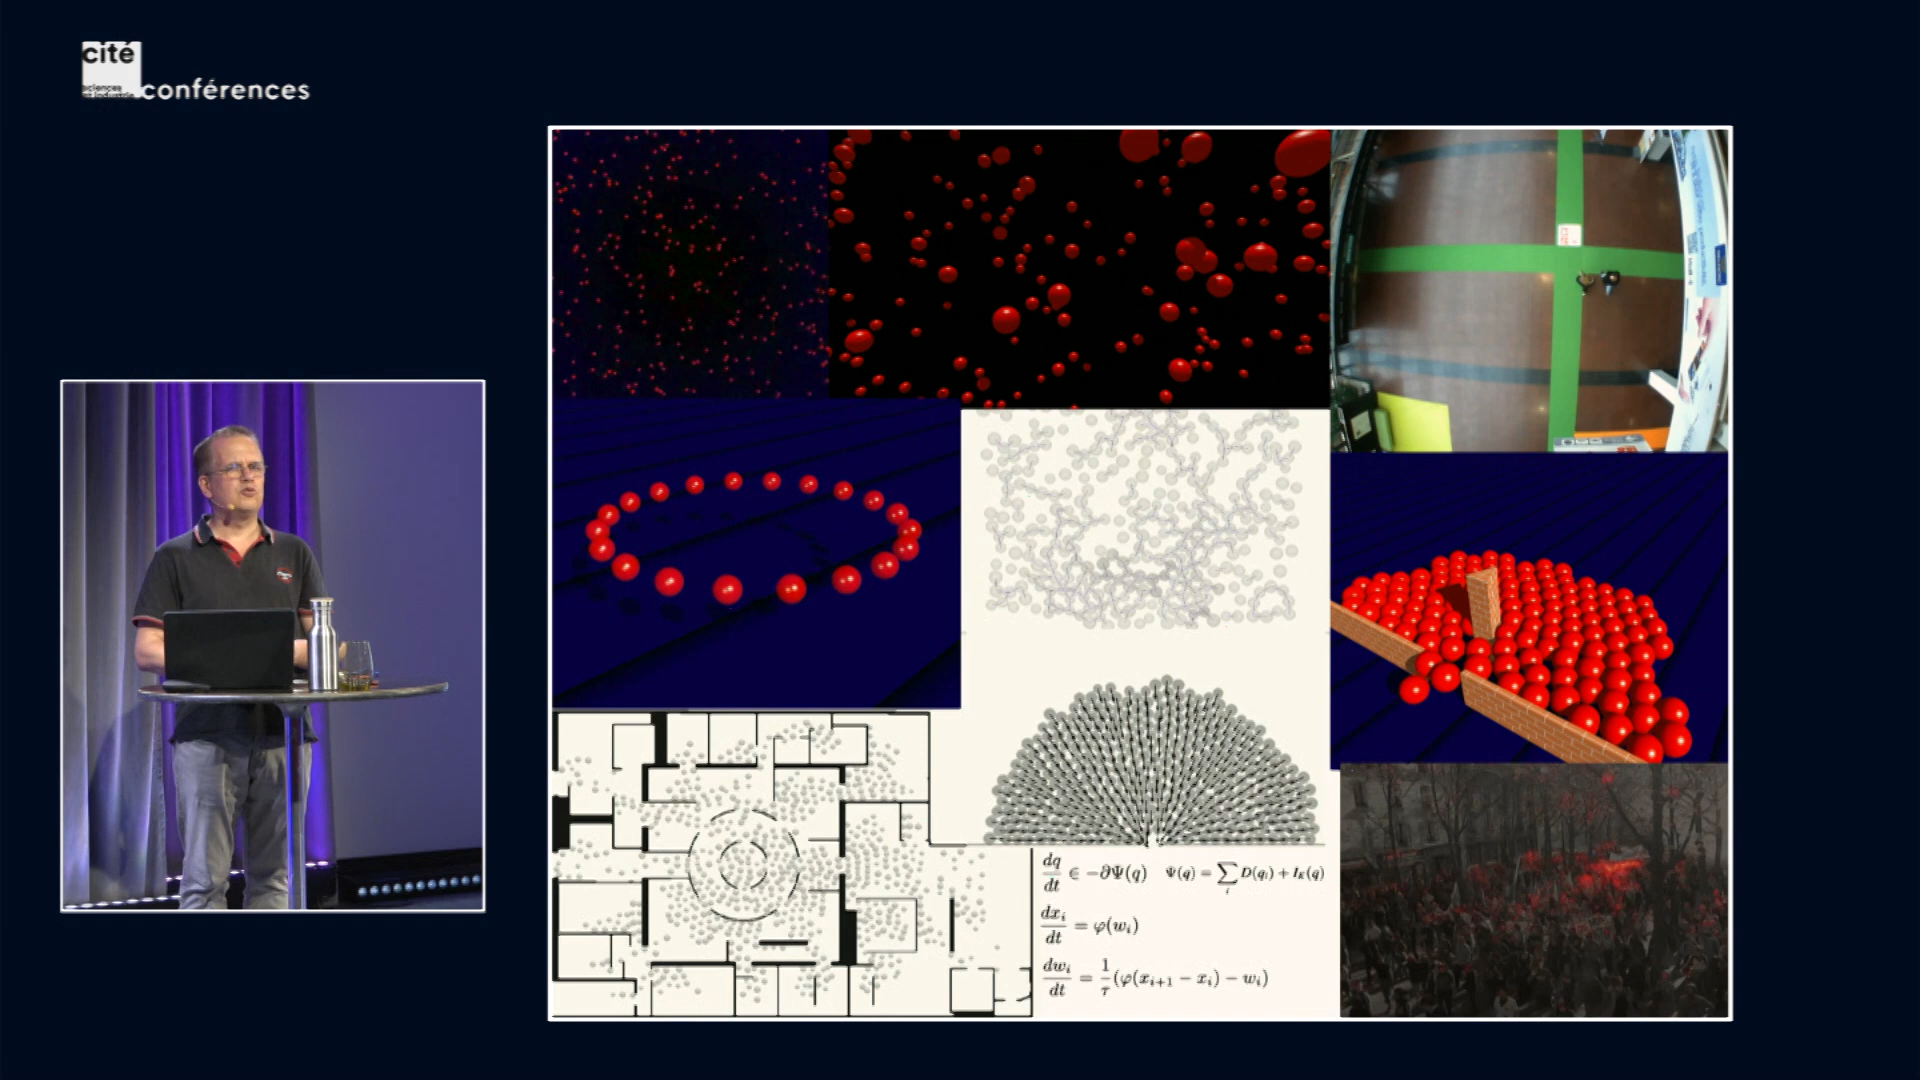 cité
sciences
et industrie
conférences
dq/dt ∈ −∂Ψ(q)   Ψ(q) = ∑_i D(q_i) + I_K(q)
dx_i/dt = φ(w_i)
dw_i/dt = 1/τ (φ(x_{i+1} − x_i) − w_i)